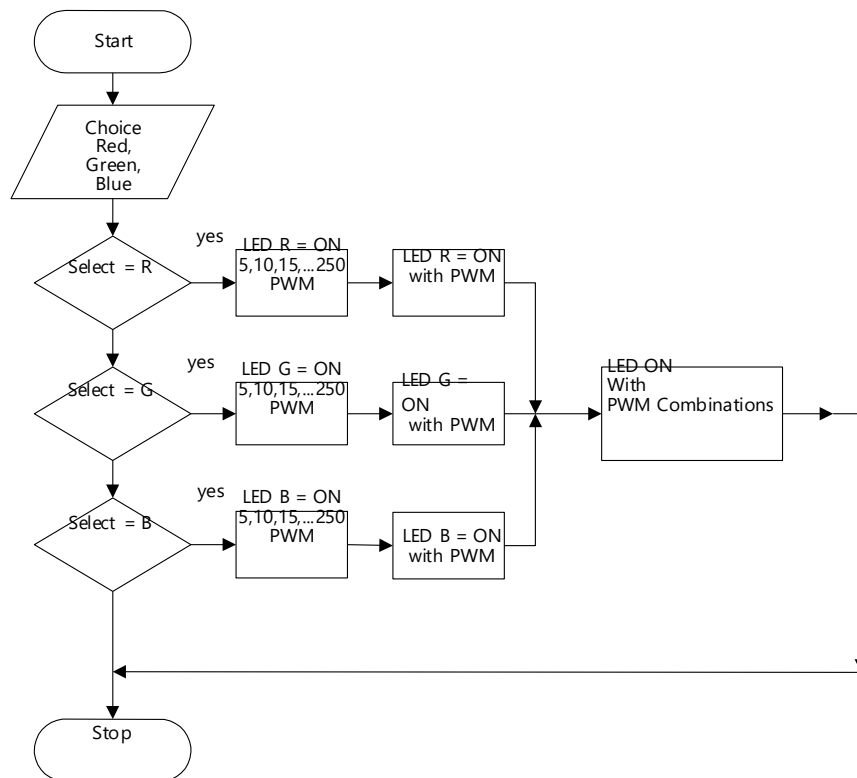 Start
Choice
Red,
Green,
Blue
Select = R
yes
LED R = ON
5,10,15,...250
PWM
LED R = ON
with PWM
Select = G
yes
LED G = ON
5,10,15,...250
PWM
LED G =
ON
with PWM
LED ON
With
PWM Combinations
Select = B
yes
LED B = ON
5,10,15,...250
PWM
LED B = ON
with PWM
Stop